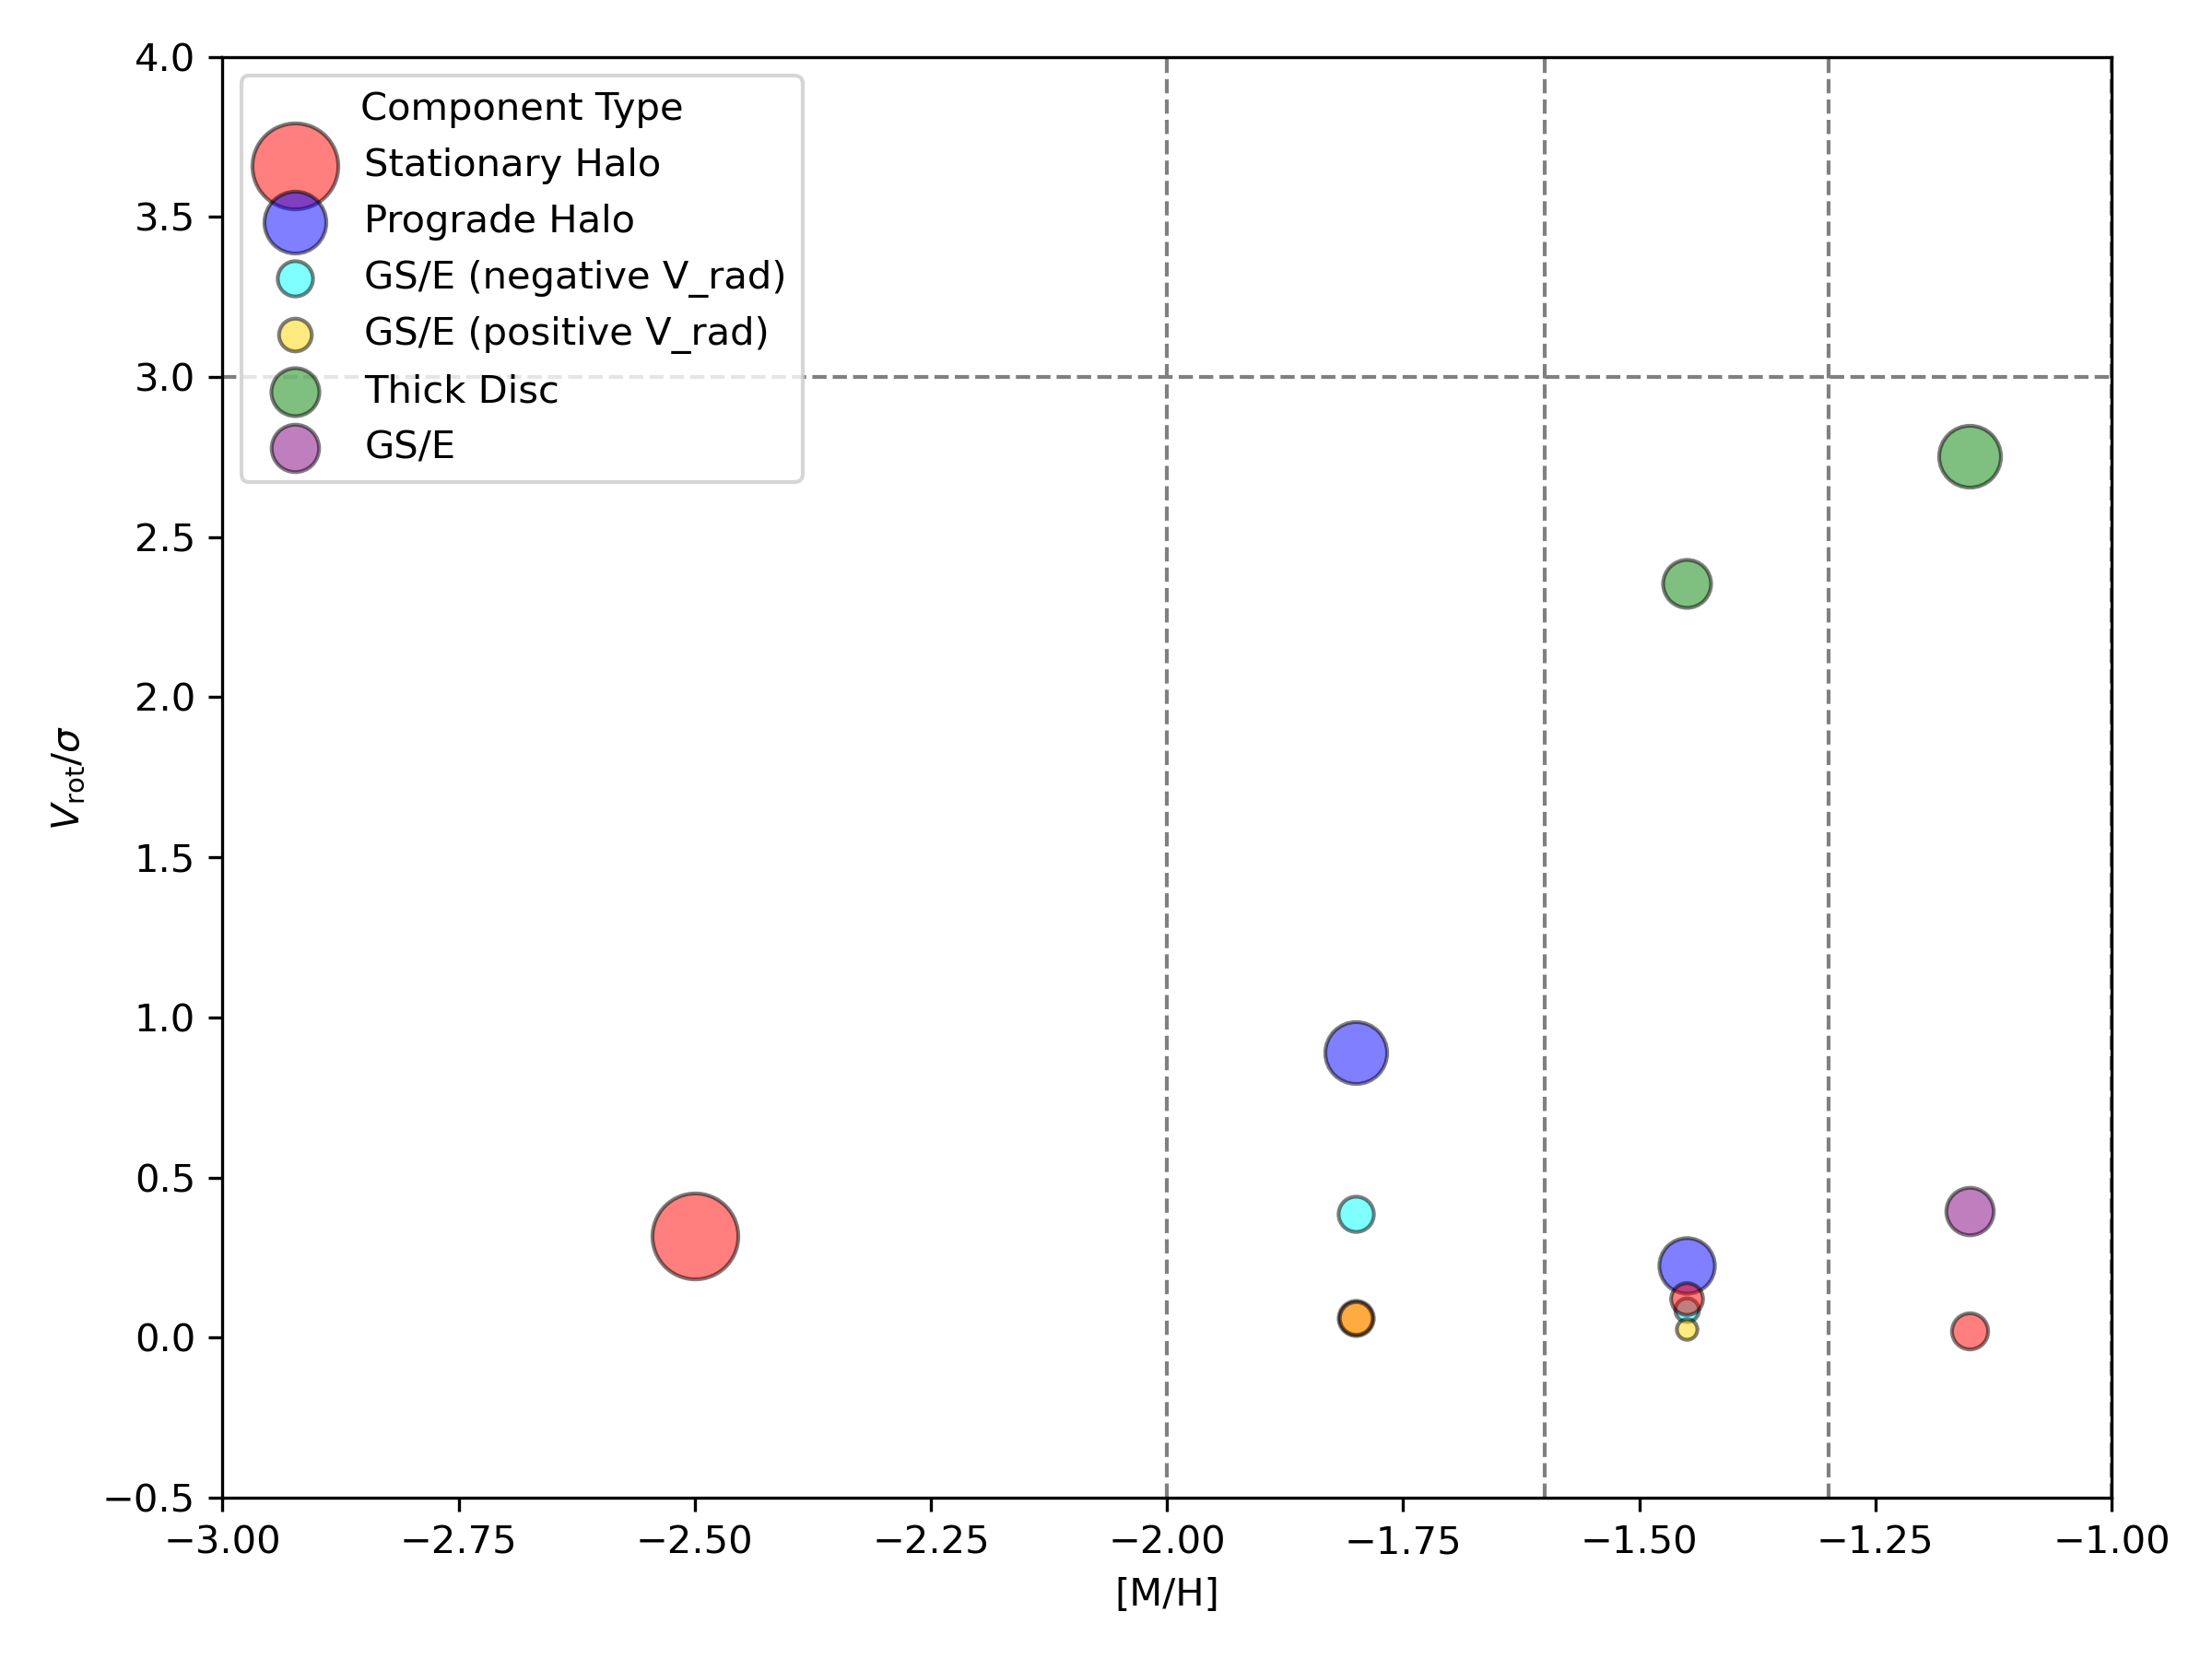 4.0
3.5
3.0
2.5
2.0
1.5
1.0
0.5
0.0
−0.5
V_rot/σ
Component Type
Stationary Halo
Prograde Halo
GS/E (negative V_rad)
GS/E (positive V_rad)
Thick Disc
GS/E
−3.00 −2.75 −2.50 −2.25 −2.00 −1.75 −1.50 −1.25 −1.00
[M/H]